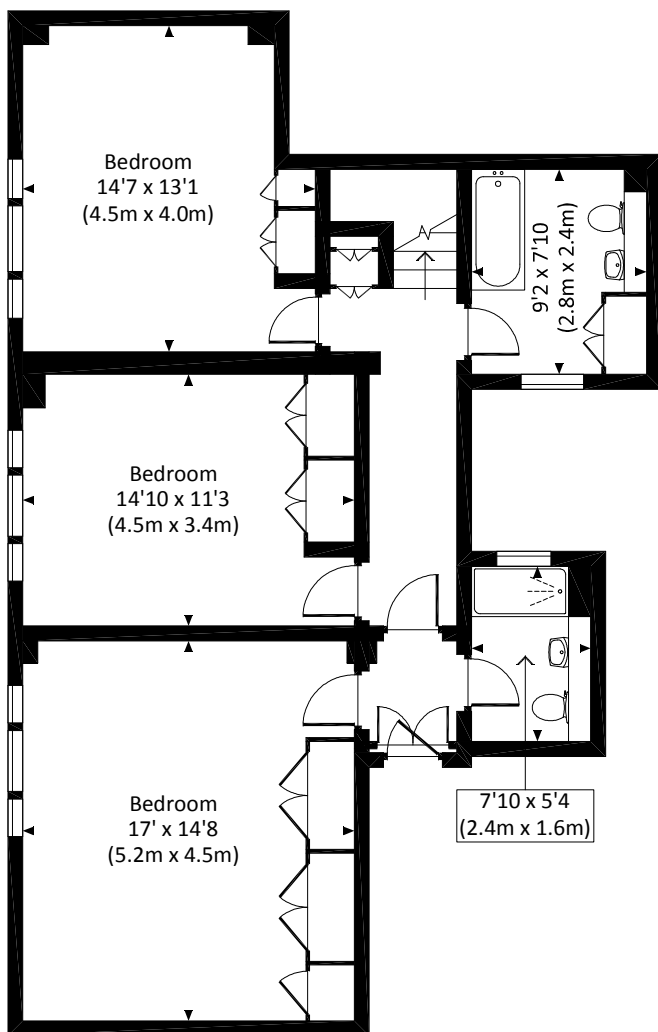 Bedroom
14'7 x 13'1
(4.5m x 4.0m)
9'2 x 7'10
(2.8m x 2.4m)
Bedroom
14'10 x 11'3
(4.5m x 3.4m)
Bedroom
17' x 14'8
(5.2m x 4.5m)
7'10 x 5'4
(2.4m x 1.6m)